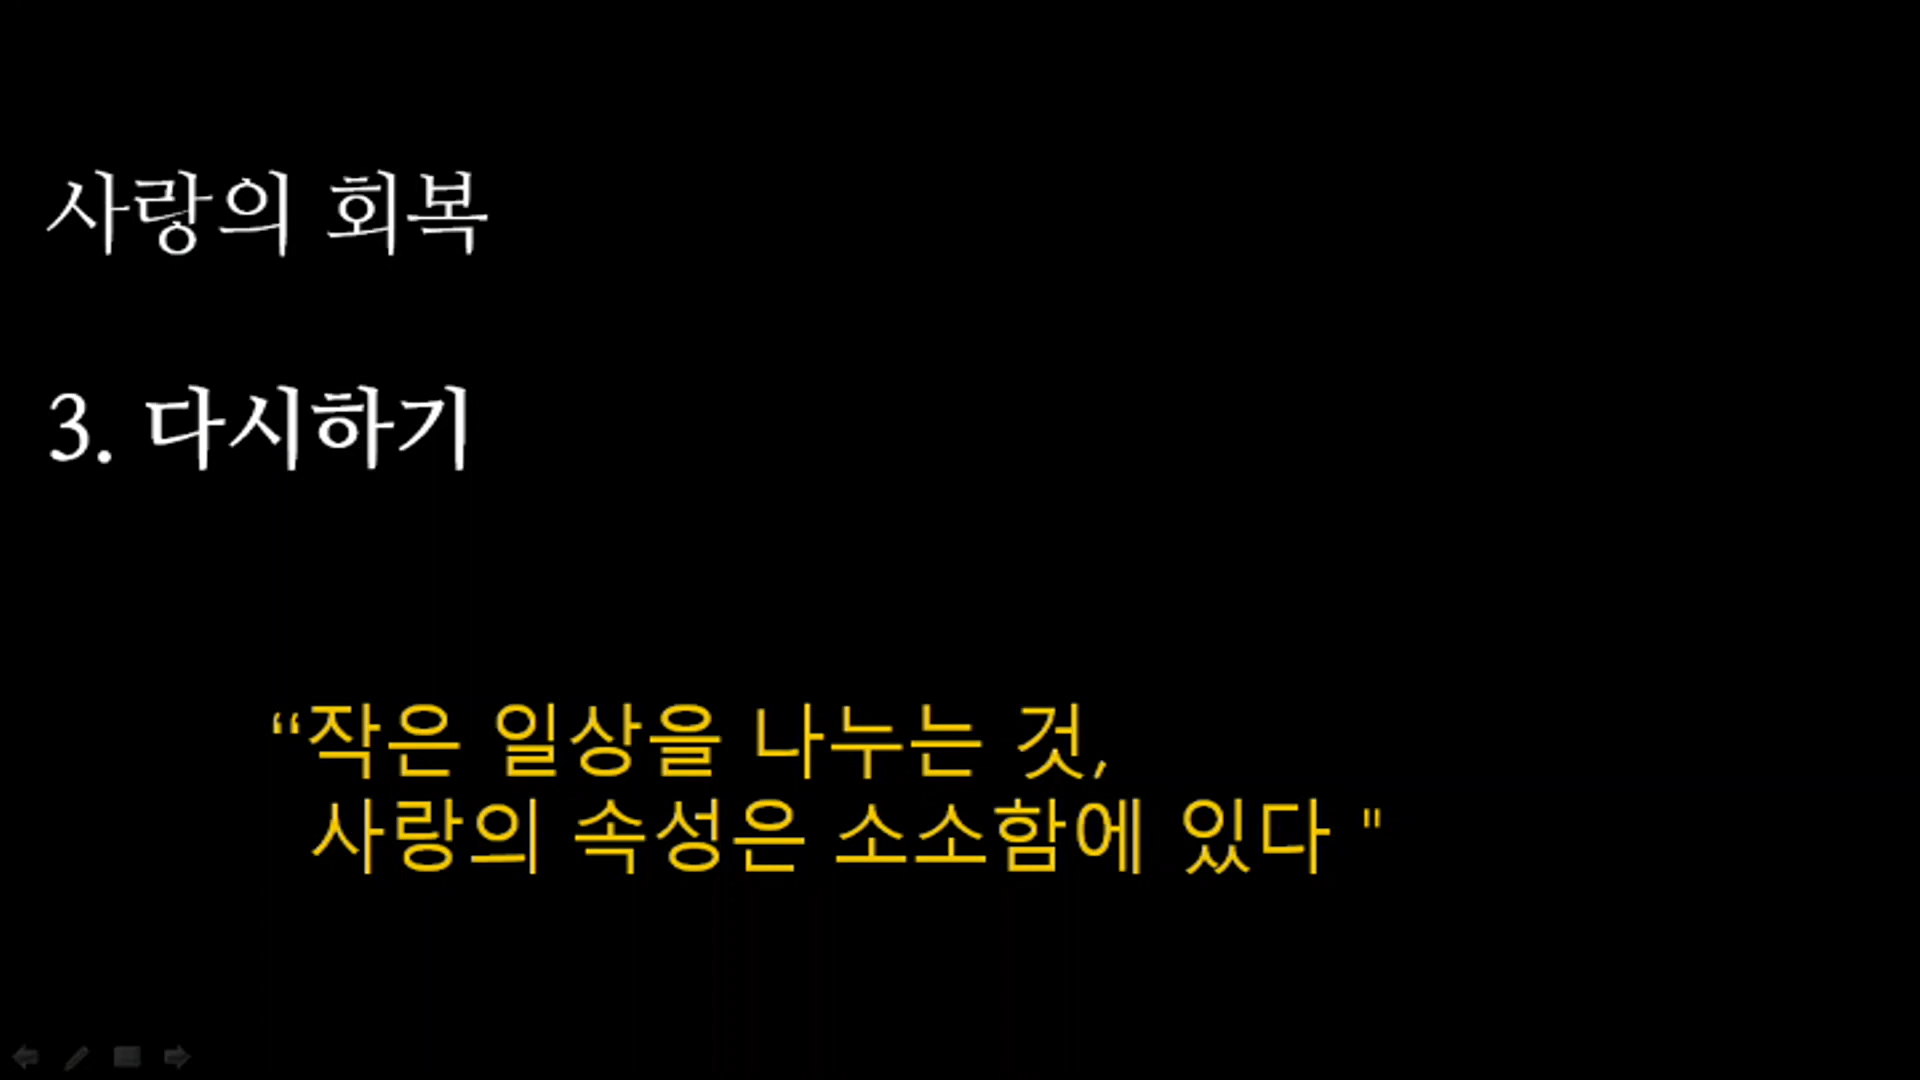 사랑의 회복
3. 다시하기
“작은 일상을 나누는 것,
사랑의 속성은 소소함에 있다 "